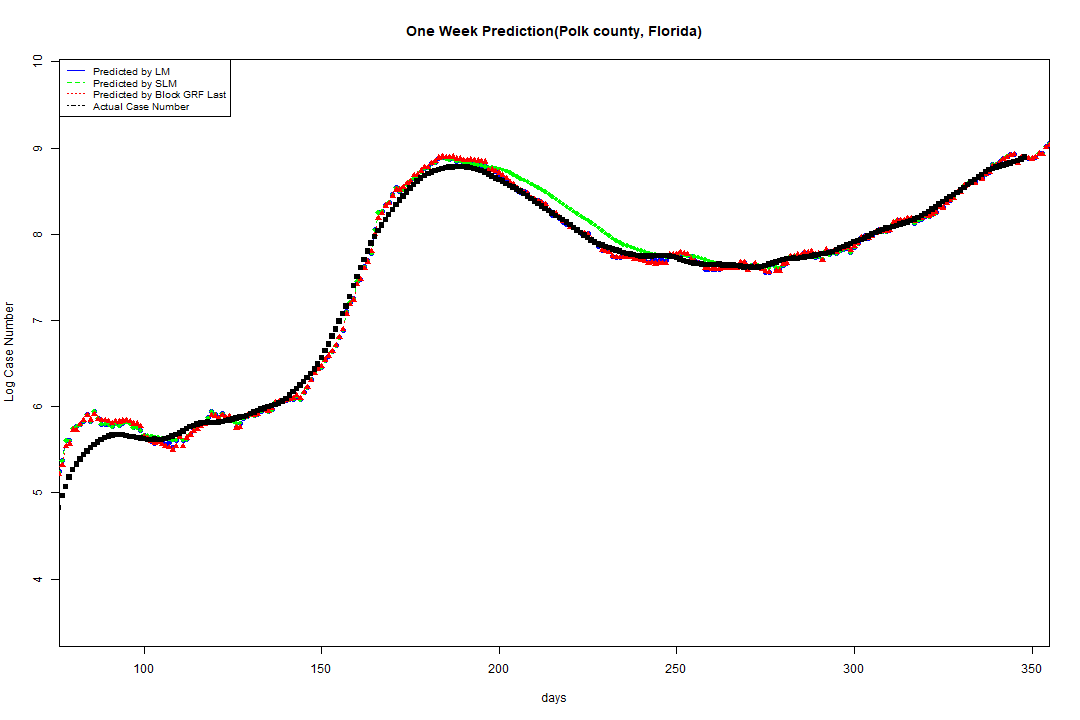 One Week Prediction(Polk county, Florida)
Predicted by LM
Predicted by SLM
Predicted by Block GRF Last
Actual Case Number
10
9
8
7
6
5
4
Log Case Number
100 150 200 250 300 350
days